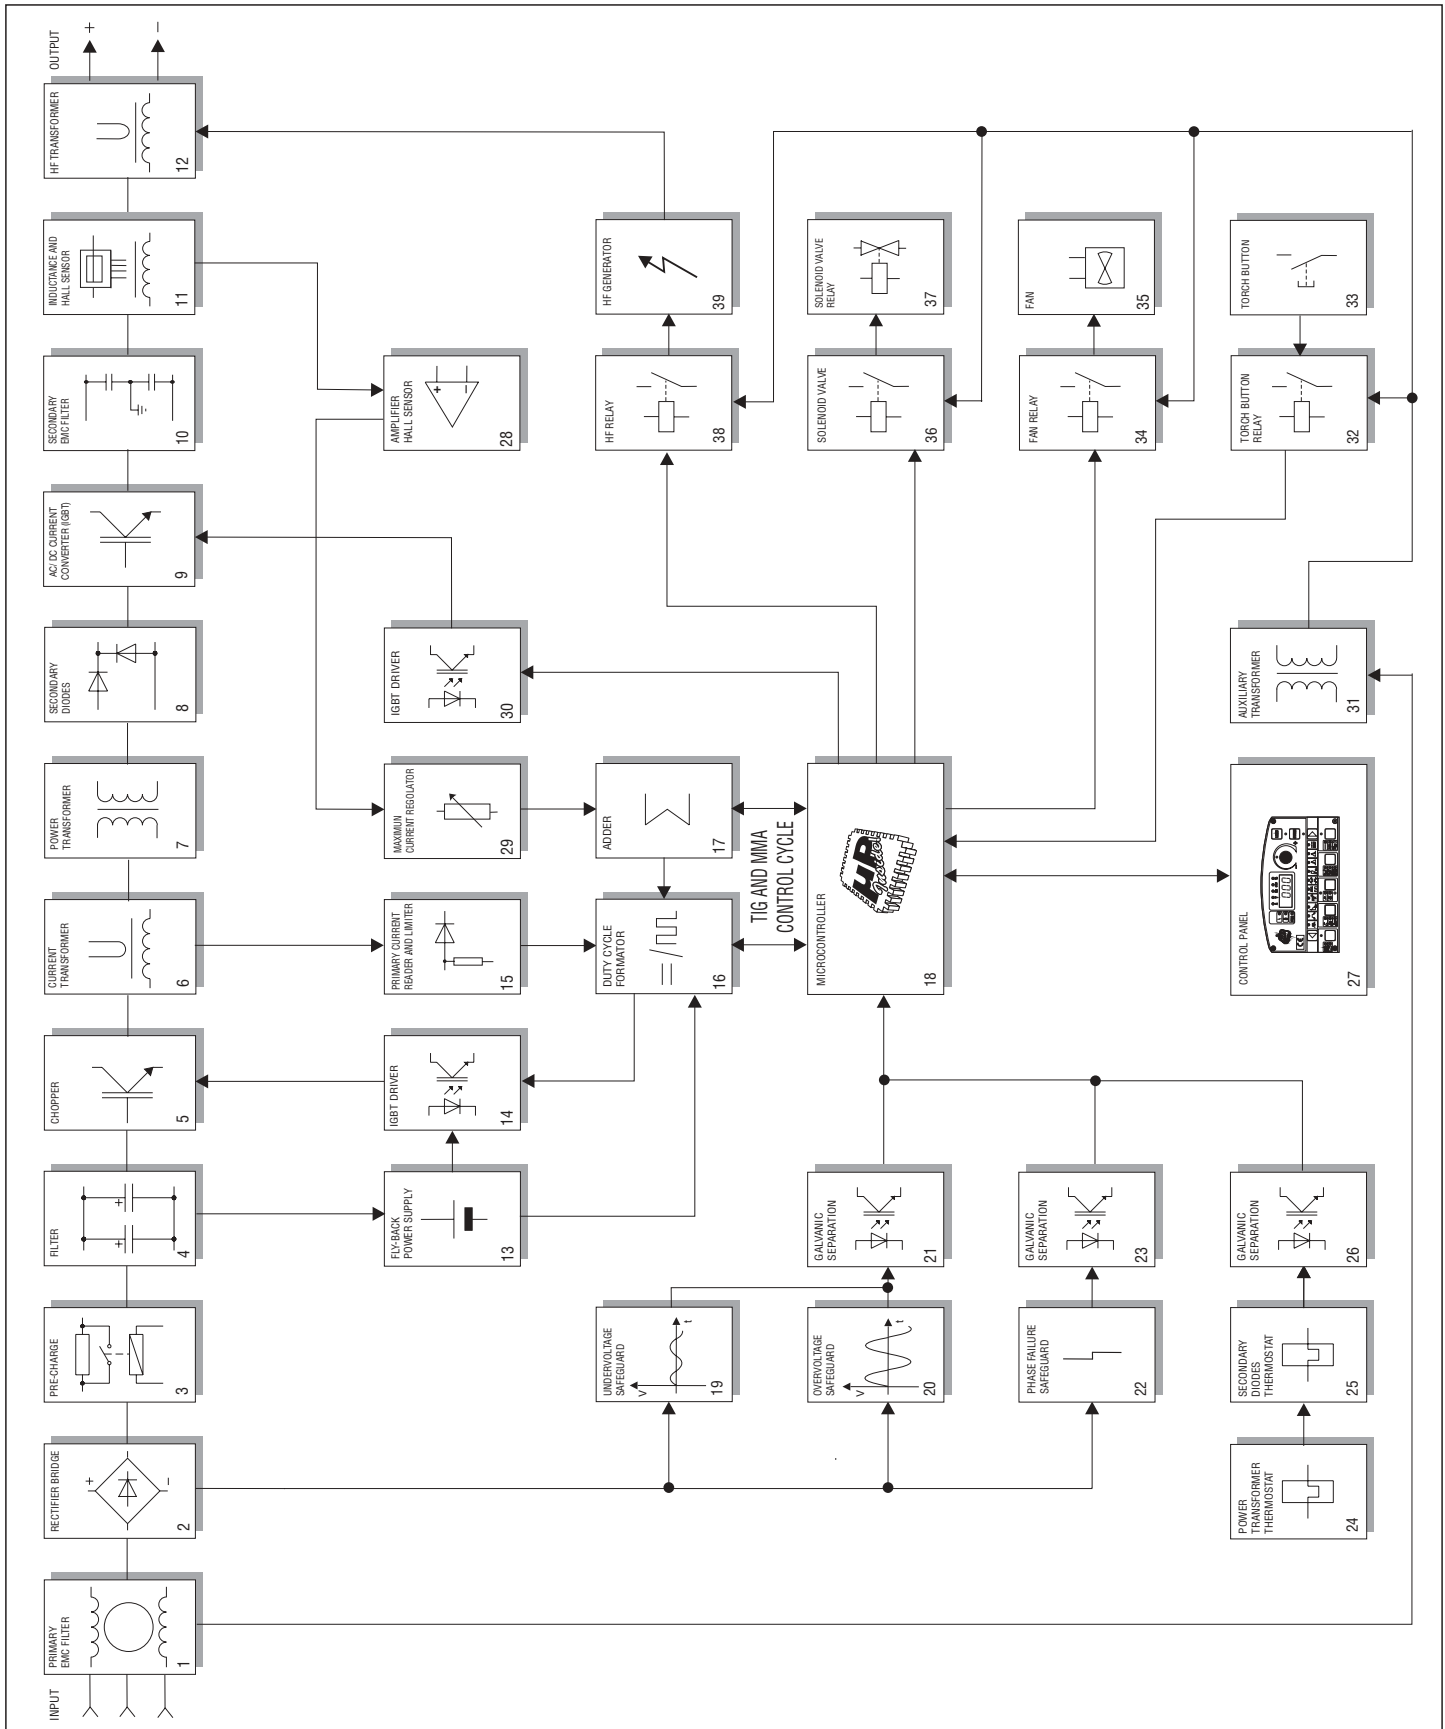 INPUT
PRIMARY
EMC FILTER
1
RECTIFIER BRIDGE
+
−
2
PRE-CHARGE
3
FILTER
+
+
4
CHOPPER
5
CURRENT
TRANSFORMER
6
POWER
TRANSFORMER
7
SECONDARY
DIODES
8
AC/DC CURRENT
CONVERTER (IGBT)
9
SECONDARY
EMC FILTER
10
INDUCTANCE AND
HALL SENSOR
11
HF TRANSFORMER
12
OUTPUT
+
−
FLY-BACK
POWER SUPPLY
13
IGBT DRIVER
14
PRIMARY CURRENT
READER AND LIMITER
15
MAXIMUN
CURRENT REGOLATOR
29
IGBT DRIVER
30
AMPLIFIER
HALL SENSOR
+
−
28
UNDERVOLTAGE
SAFEGUARD
V
t
19
DUTY CYCLE
FORMATOR
16
ADDER
17
HF RELAY
38
HF GENERATOR
39
TIG AND MMA
CONTROL CYCLE
OVERVOLTAGE
SAFEGUARD
V
t
20
GALVANIC
SEPARATION
21
MICROCONTROLLER
µP
Inside
18
SOLENOID VALVE
36
SOLENOID VALVE
RELAY
37
PHASE FAILURE
SAFEGUARD
22
GALVANIC
SEPARATION
23
FAN RELAY
34
FAN
35
POWER
TRANSFORMER
THERMOSTAT
24
SECONDARY
DIODES
THERMOSTAT
25
GALVANIC
SEPARATION
26
CONTROL PANEL
27
AUXILIARY
TRANSFORMER
31
TORCH BUTTON
RELAY
32
TORCH BUTTON
33